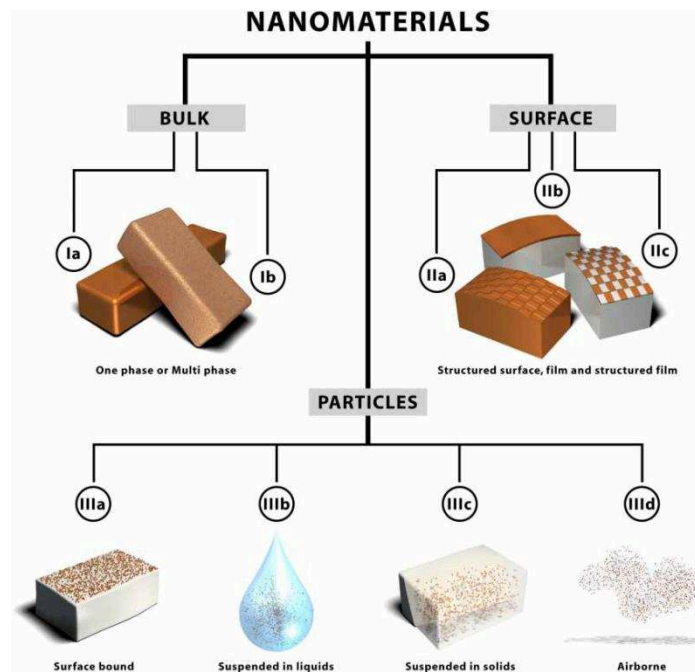 NANOMATERIALS
BULK
SURFACE
Ia
Ib
IIa
IIb
IIc
One phase or Multi phase
Structured surface, film and structured film
PARTICLES
IIIa
IIIb
IIIc
IIId
Surface bound
Suspended in liquids
Suspended in solids
Airborne